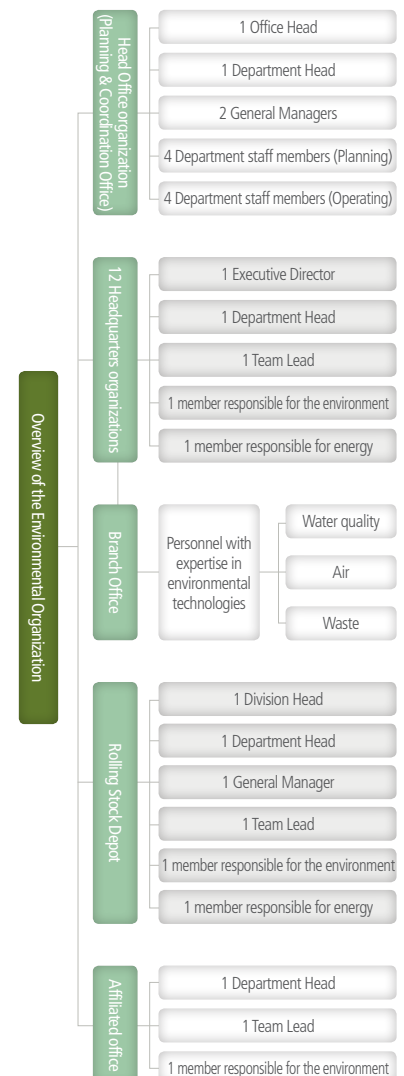 Overview of the Environmental Organization
Head Office organization
(Planning & Coordination Office)
1 Office Head
1 Department Head
2 General Managers
4 Department staff members (Planning)
4 Department staff members (Operating)
12 Headquarters organizations
1 Executive Director
1 Department Head
1 Team Lead
1 member responsible for the environment
1 member responsible for energy
Branch Office
Personnel with
expertise in
environmental
technologies
Water quality
Air
Waste
Rolling Stock Depot
1 Division Head
1 Department Head
1 General Manager
1 Team Lead
1 member responsible for the environment
1 member responsible for energy
Affiliated office
1 Department Head
1 Team Lead
1 member responsible for the environment